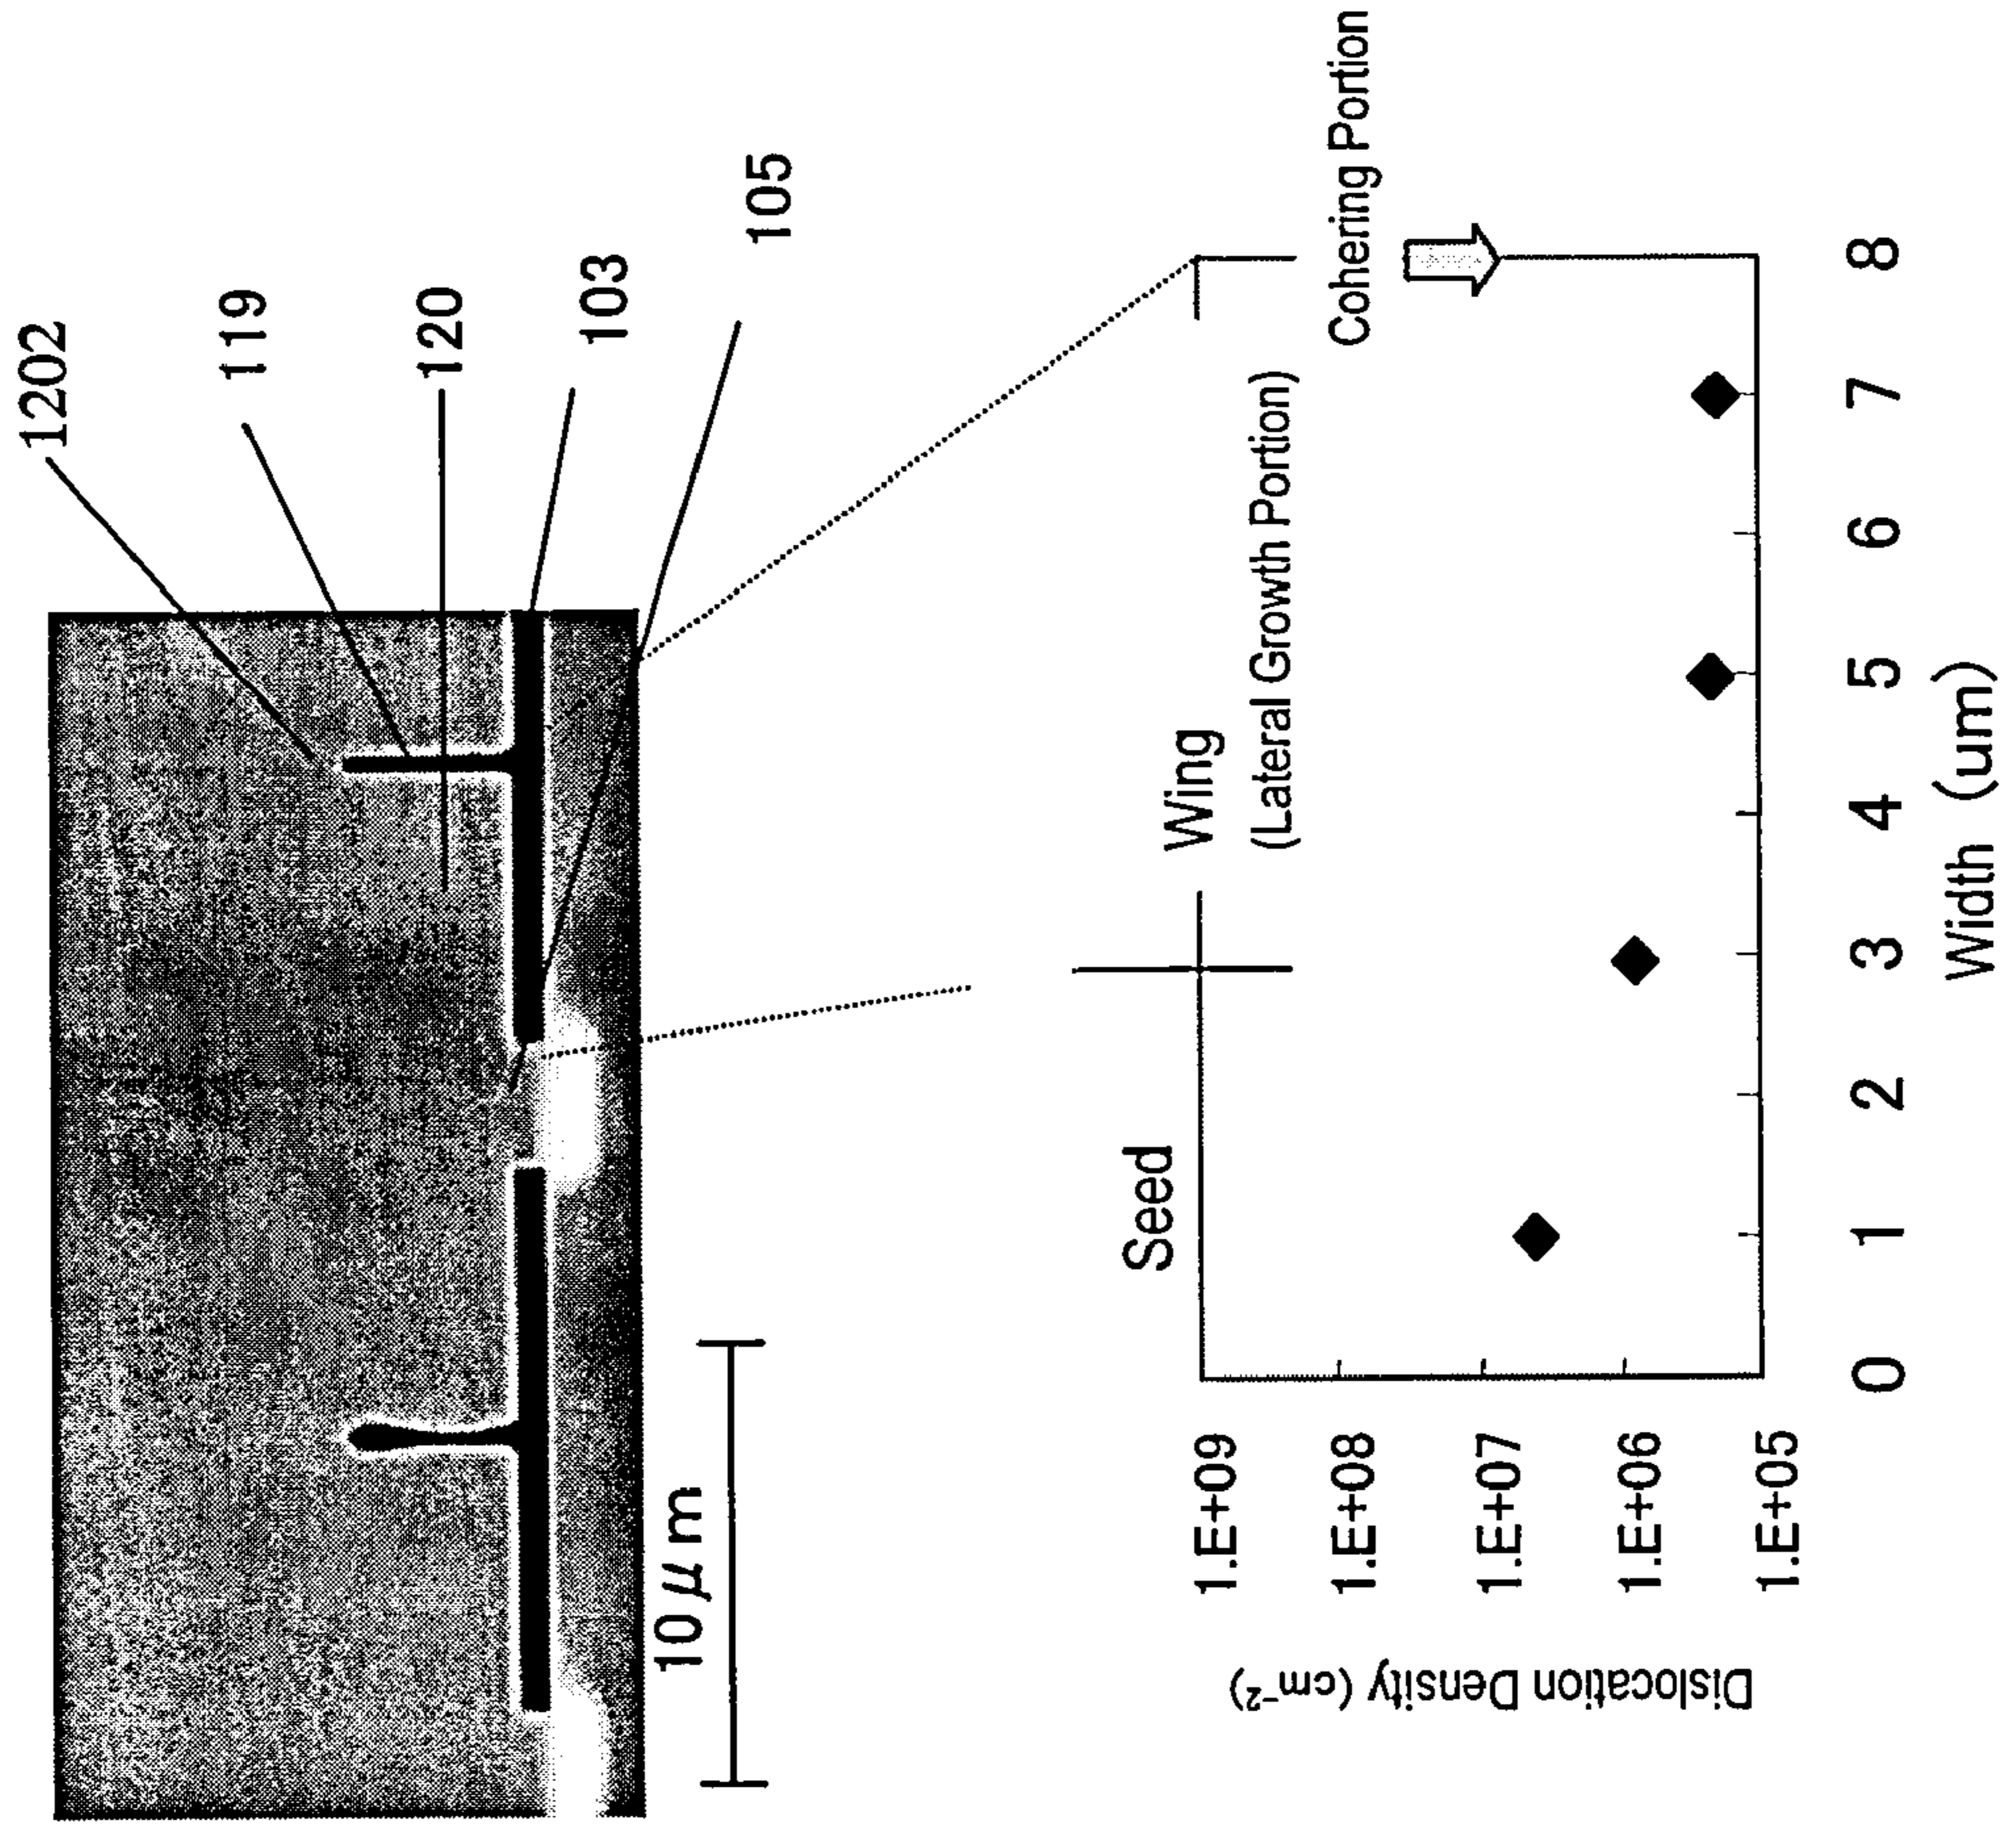 1202
119
120
103
105
10μm
Seed
Wing
(Lateral Growth Portion)
Cohering Portion
Dislocation Density (cm⁻²)
1.E+09
1.E+08
1.E+07
1.E+06
1.E+05
0 1 2 3 4 5 6 7 8
Width (um)